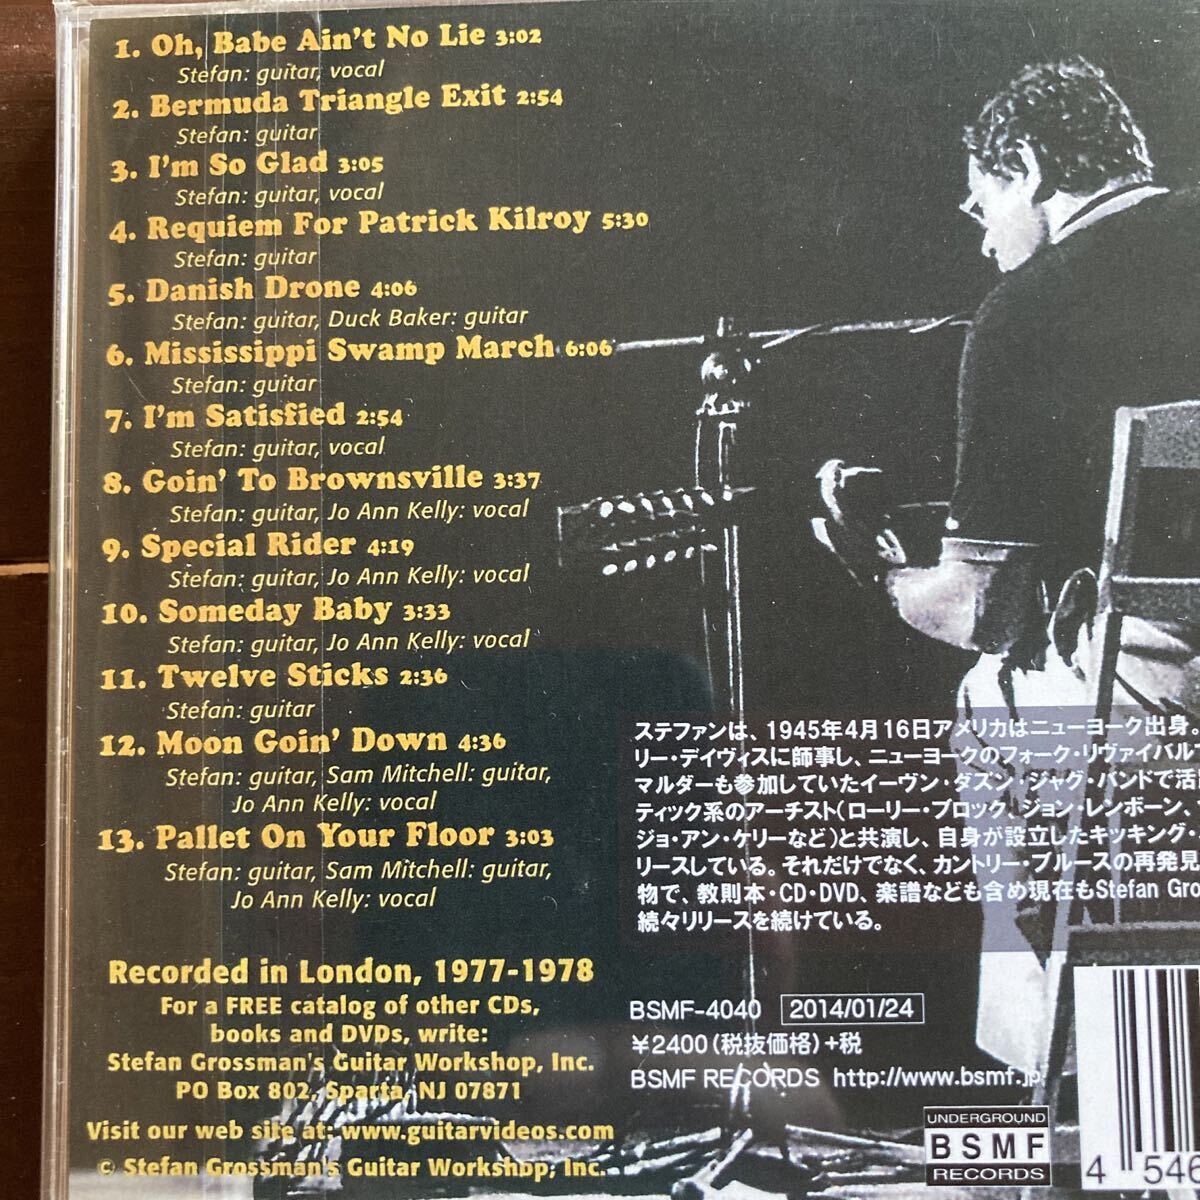 1. Oh, Babe Ain't No Lie 3:02
Stefan: guitar, vocal
2. Bermuda Triangle Exit 2:54
Stefan: guitar
3. I'm So Glad 3:05
Stefan: guitar, vocal
4. Requiem For Patrick Kilroy 5:30
Stefan: guitar
5. Danish Drone 4:06
Stefan: guitar, Duck Baker: guitar
6. Mississippi Swamp March 6:06
Stefan: guitar
7. I'm Satisfied 2:54
Stefan: guitar, vocal
8. Goin' To Brownsville 3:37
Stefan: guitar, Jo Ann Kelly: vocal
9. Special Rider 4:19
Stefan: guitar, Jo Ann Kelly: vocal
10. Someday Baby 3:33
Stefan: guitar, Jo Ann Kelly: vocal
11. Twelve Sticks 2:36
Stefan: guitar
12. Moon Goin' Down 4:36
Stefan: guitar, Sam Mitchell: guitar,
Jo Ann Kelly: vocal
13. Pallet On Your Floor 3:03
Stefan: guitar, Sam Mitchell: guitar,
Jo Ann Kelly: vocal
Recorded in London, 1977-1978
For a FREE catalog of other CDs,
books and DVDs, write:
Stefan Grossman's Guitar Workshop, Inc.
PO Box 802, Sparta, NJ 07871
Visit our web site at: www.guitarvideos.com
© Stefan Grossman's Guitar Workshop, Inc.
ステファンは、1945年4月16日アメリカはニューヨーク出身。
リー・デイヴィスに師事し、ニューヨークのフォーク・リヴァイバル
マルダーも参加していたイーヴン・ダズン・ジャグ・バンドで活
ティック系のアーチスト(ローリー・ブロック、ジョン・レンボーン、
ジョ・アン・ケリーなど)と共演し、自身が設立したキッキング・
リースしている。それだけでなく、カントリー・ブルースの再発見
物で、教則本・CD・DVD、楽譜なども含め現在もStefan Gro
続々リリースを続けている。
BSMF-4040 2014/01/24
¥2400(税抜価格)+税
BSMF RECORDS http://www.bsmf.jp
UNDERGROUND
BSMF
RECORDS
4 546